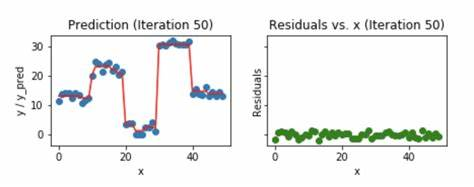 Prediction (Iteration 50)
30
20
10
0
y / y_pred
0
20
40
x
Residuals vs. x (Iteration 50)
Residuals
0
20
40
x